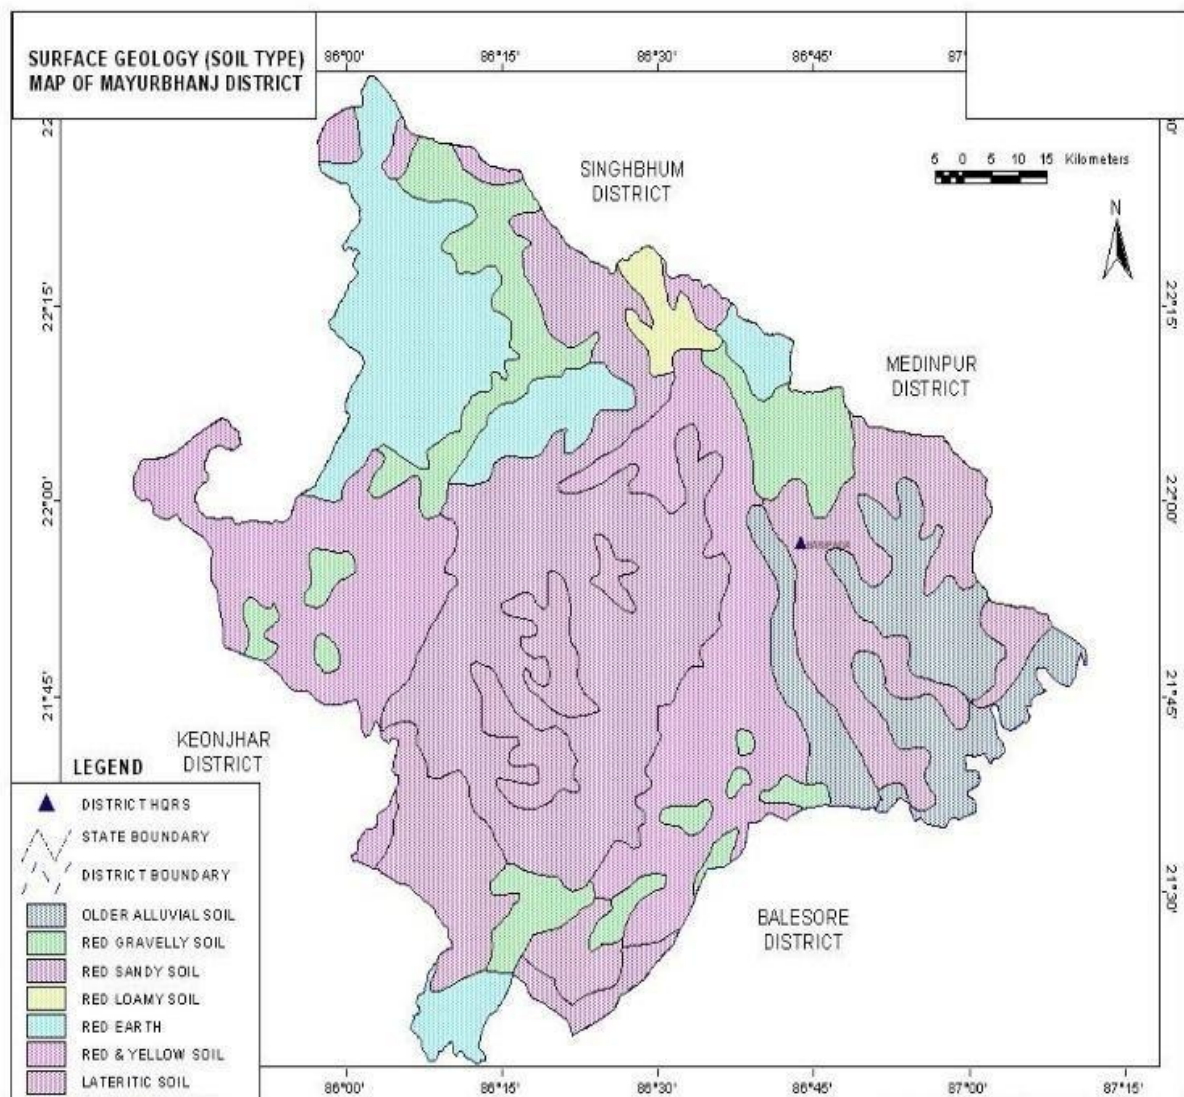 SURFACE GEOLOGY (SOIL TYPE)
MAP OF MAYURBHANJ DISTRICT
86°00'
86°15'
86°30'
86°45'
5 0 5 10 15 Kilometers
N
SINGHBHUM
DISTRICT
22°15'
22°15'
MEDINPUR
DISTRICT
22°00'
22°00'
21°45'
21°45'
KEONJHAR
DISTRICT
21°30'
BALESORE
DISTRICT
LEGEND
DISTRICT HQRS
STATE BOUNDARY
DISTRICT BOUNDARY
OLDER ALLUVIAL SOIL
RED GRAVELLY SOIL
RED SANDY SOIL
RED LOAMY SOIL
RED EARTH
RED & YELLOW SOIL
LATERITIC SOIL
86°00'
86°15'
86°30'
86°45'
87°00'
87°15'